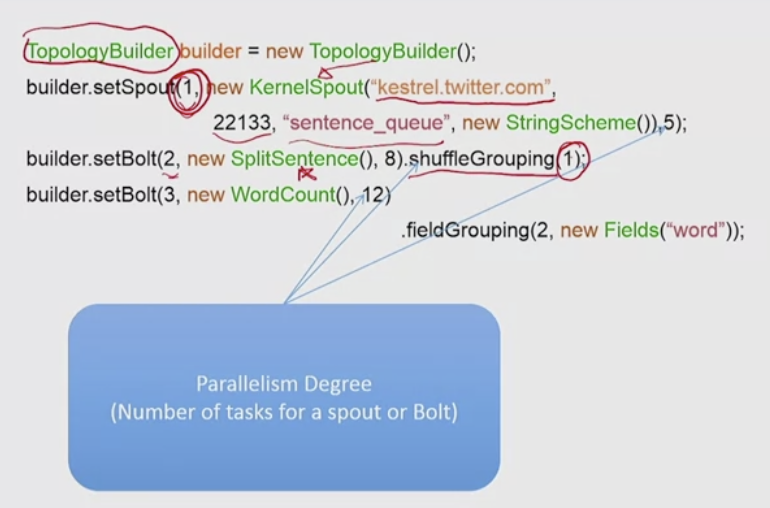 TopologyBuilder builder = new TopologyBuilder();
builder.setSpout(1, new KernelSpout(“kestrel.twitter.com”,
22133, “sentence_queue”, new StringScheme()),5);
builder.setBolt(2, new SplitSentence(), 8).shuffleGrouping(1);
builder.setBolt(3, new WordCount(), 12)
.fieldGrouping(2, new Fields(“word”));
Parallelism Degree
(Number of tasks for a spout or Bolt)